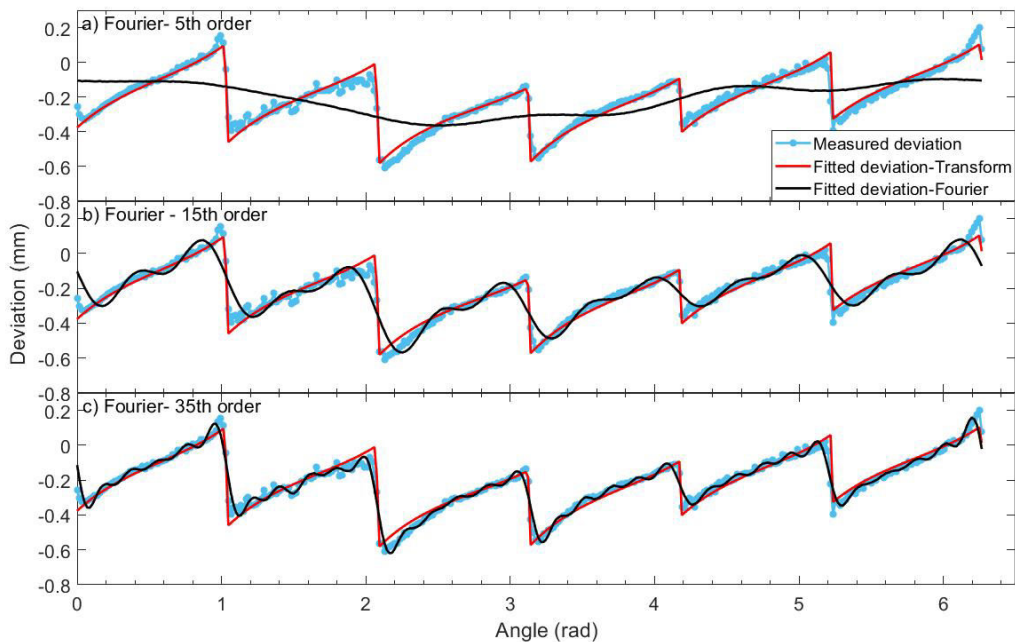 a) Fourier- 5th order
0.2
0
-0.2
-0.4
-0.6
-0.8
Measured deviation
Fitted deviation-Transform
Fitted deviation-Fourier
b) Fourier - 15th order
0.2
0
-0.2
-0.4
-0.6
-0.8
Deviation (mm)
c) Fourier- 35th order
0.2
0
-0.2
-0.4
-0.6
-0.8
0 1 2 3 4 5 6
Angle (rad)